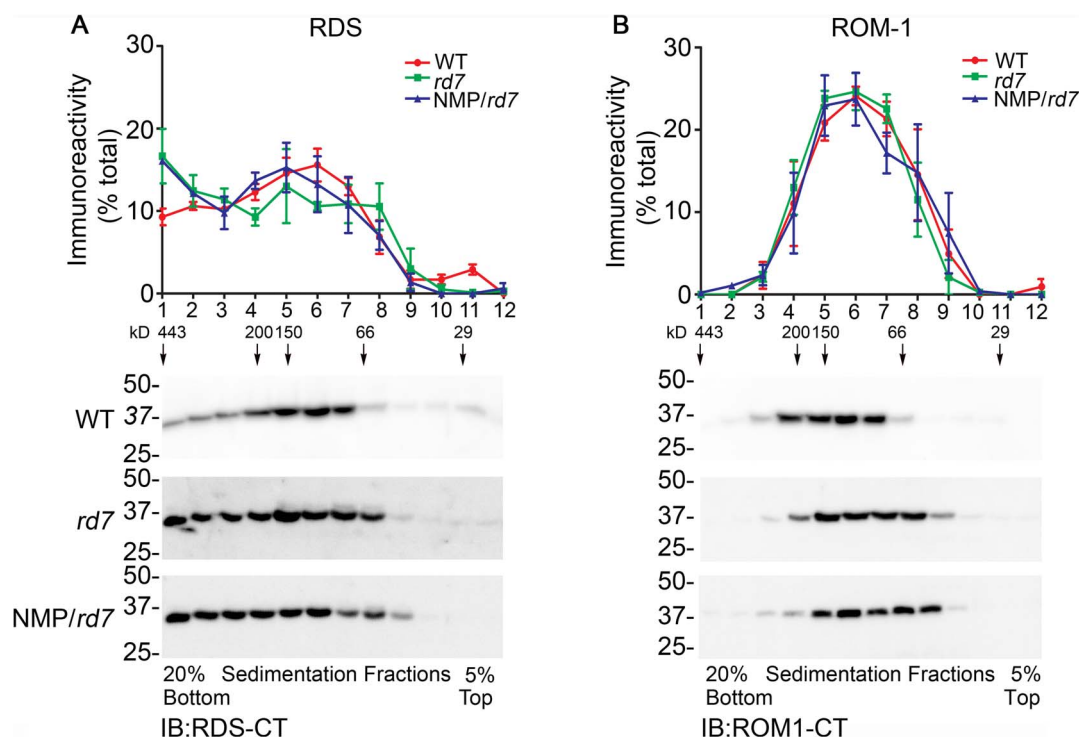 A RDS
30
20
10
0
Immunoreactivity
(% total)
WT
rd7
NMP/rd7
1 2 3 4 5 6 7 8 9 10 11 12
kD 443 200 150 66 29
WT
50-
37-
25-
rd7
50-
37-
25-
NMP/rd7
50-
37-
25-
20% Sedimentation Fractions 5%
Bottom Top
IB:RDS-CT
B ROM-1
30
20
10
0
Immunoreactivity
(% total)
WT
rd7
NMP/rd7
1 2 3 4 5 6 7 8 9 10 11 12
kD 443 200 150 66 29
50-
37-
25-
50-
37-
25-
50-
37-
25-
20% Sedimentation Fractions 5%
Bottom Top
IB:ROM1-CT